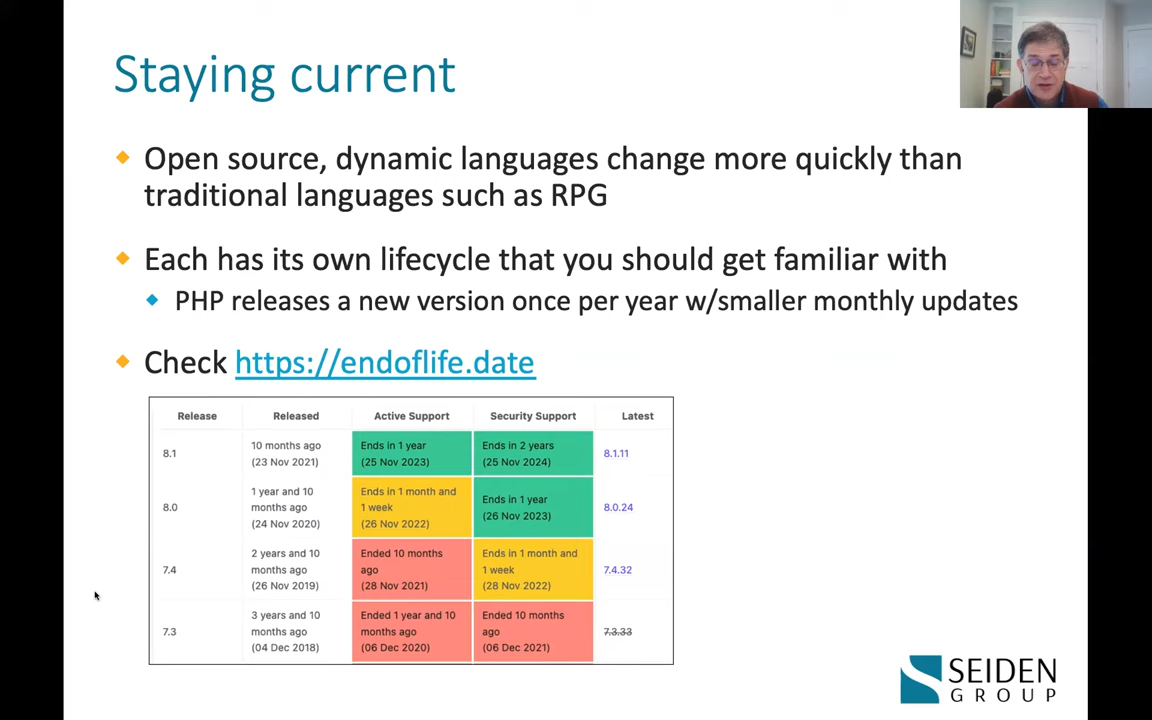 Staying current
Open source, dynamic languages change more quickly than
traditional languages such as RPG
Each has its own lifecycle that you should get familiar with
PHP releases a new version once per year w/smaller monthly updates
Check https://endoflife.date
Release Released Active Support Security Support Latest
8.1
10 months ago
(23 Nov 2021)
Ends in 1 year
(25 Nov 2023)
Ends in 2 years
(25 Nov 2024)
8.1.11
8.0
1 year and 10
months ago
(24 Nov 2020)
Ends in 1 month and
1 week
(26 Nov 2022)
Ends in 1 year
(26 Nov 2023)
8.0.24
7.4
2 years and 10
months ago
(26 Nov 2019)
Ended 10 months
ago
(28 Nov 2021)
Ends in 1 month and
1 week
(28 Nov 2022)
7.4.32
7.3
3 years and 10
months ago
(04 Dec 2018)
Ended 1 year and 10
months ago
(06 Dec 2020)
Ended 10 months
ago
(06 Dec 2021)
7.3.33
SEIDEN
GROUP